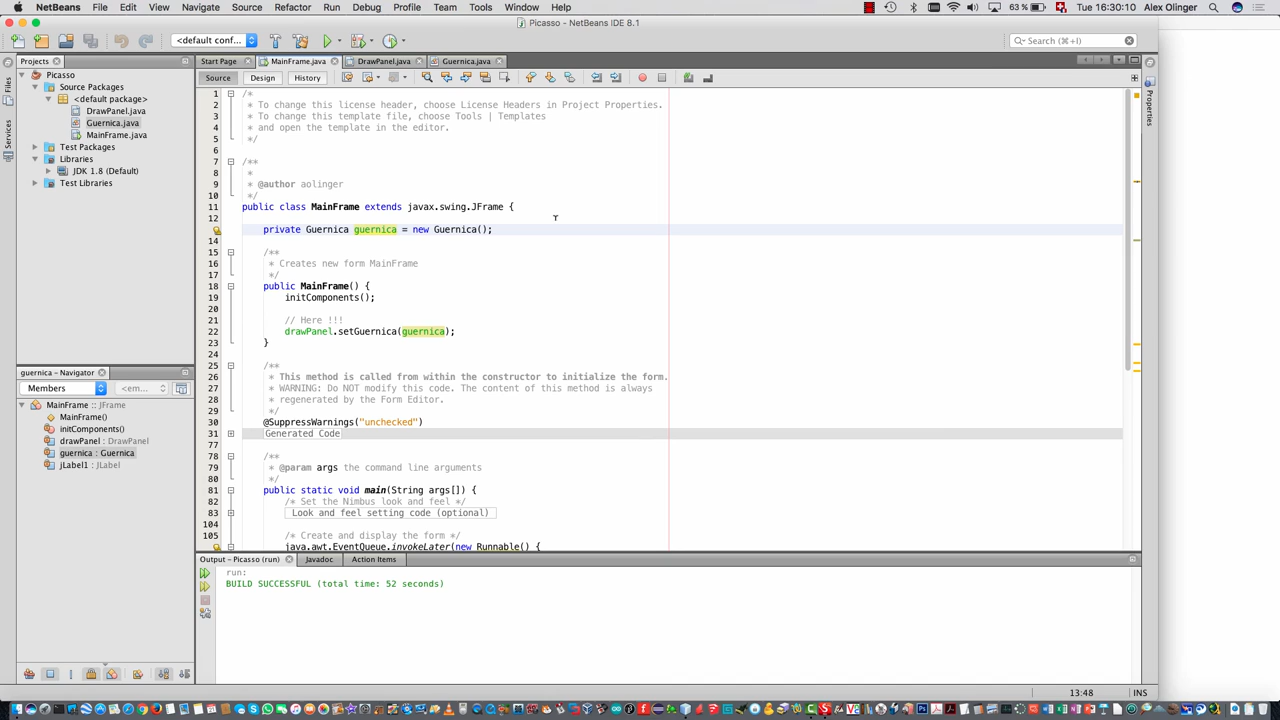 NetBeans File Edit View Navigate Source Refactor Run Debug Profile Team Tools Window Help 63 % Tue 16:30:10 Alex Olinger
Picasso - NetBeans IDE 8.1
<default conf... Search (⌘+I)
Projects Start Page MainFrame.java DrawPanel.java Guernica.java
Source Design History
Files
Services
Properties
Picasso
Source Packages
<default package>
DrawPanel.java
Guernica.java
MainFrame.java
Test Packages
Libraries
JDK 1.8 (Default)
Test Libraries
guernica - Navigator
Members <em...
MainFrame :: JFrame
MainFrame()
initComponents()
drawPanel : DrawPanel
guernica : Guernica
jLabel1 : JLabel
1 /*
2 * To change this license header, choose License Headers in Project Properties.
3 * To change this template file, choose Tools | Templates
4 * and open the template in the editor.
5 */
6
7 /**
8 *
9 * @author aolinger
10 */
11 public class MainFrame extends javax.swing.JFrame {
12
private Guernica guernica = new Guernica();
14
15 /**
16 * Creates new form MainFrame
17 */
18 public MainFrame() {
19 initComponents();
20
21 // Here !!!
22 drawPanel.setGuernica(guernica);
23 }
24
25 /**
26 * This method is called from within the constructor to initialize the form.
27 * WARNING: Do NOT modify this code. The content of this method is always
28 * regenerated by the Form Editor.
29 */
30 @SuppressWarnings("unchecked")
31 Generated Code
77
78 /**
79 * @param args the command line arguments
80 */
81 public static void main(String args[]) {
82 /* Set the Nimbus look and feel */
83 Look and feel setting code (optional)
104
105 /* Create and display the form */
java.awt.EventQueue.invokeLater(new Runnable() {
Output - Picasso (run) Javadoc Action Items
run:
BUILD SUCCESSFUL (total time: 52 seconds)
13:48 INS